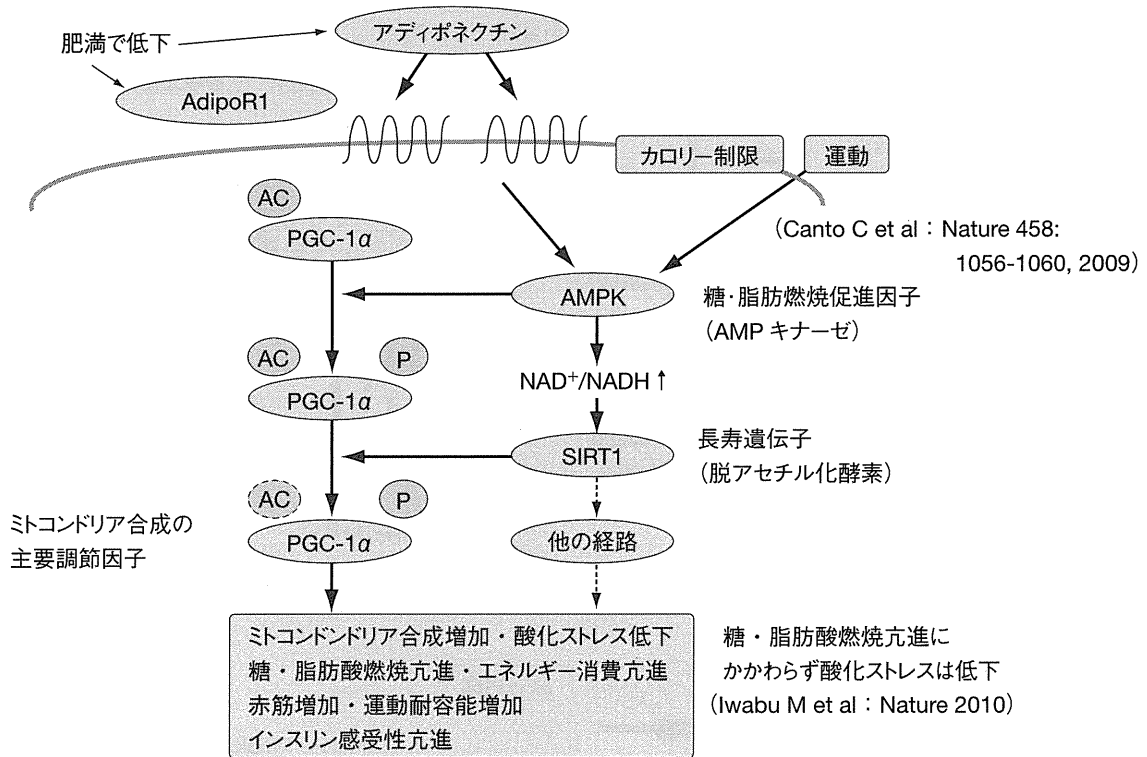 肥満で低下
アディポネクチン
AdipoR1
カロリー制限
運動
AC
PGC-1α
(Canto C et al:Nature 458:
1056-1060, 2009)
AMPK
糖・脂肪燃焼促進因子
(AMP キナーゼ)
AC
P
PGC-1α
NAD⁺/NADH↑
SIRT1
長寿遺伝子
(脱アセチル化酵素)
AC
P
PGC-1α
ミトコンドリア合成の
主要調節因子
他の経路
ミトコンドンドリア合成増加・酸化ストレス低下
糖・脂肪酸燃焼亢進・エネルギー消費亢進
赤筋増加・運動耐容能増加
インスリン感受性亢進
糖・脂肪酸燃焼亢進に
かかわらず酸化ストレスは低下
(Iwabu M et al:Nature 2010)